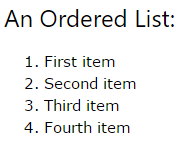 An Ordered List:
1. First item
2. Second item
3. Third item
4. Fourth item